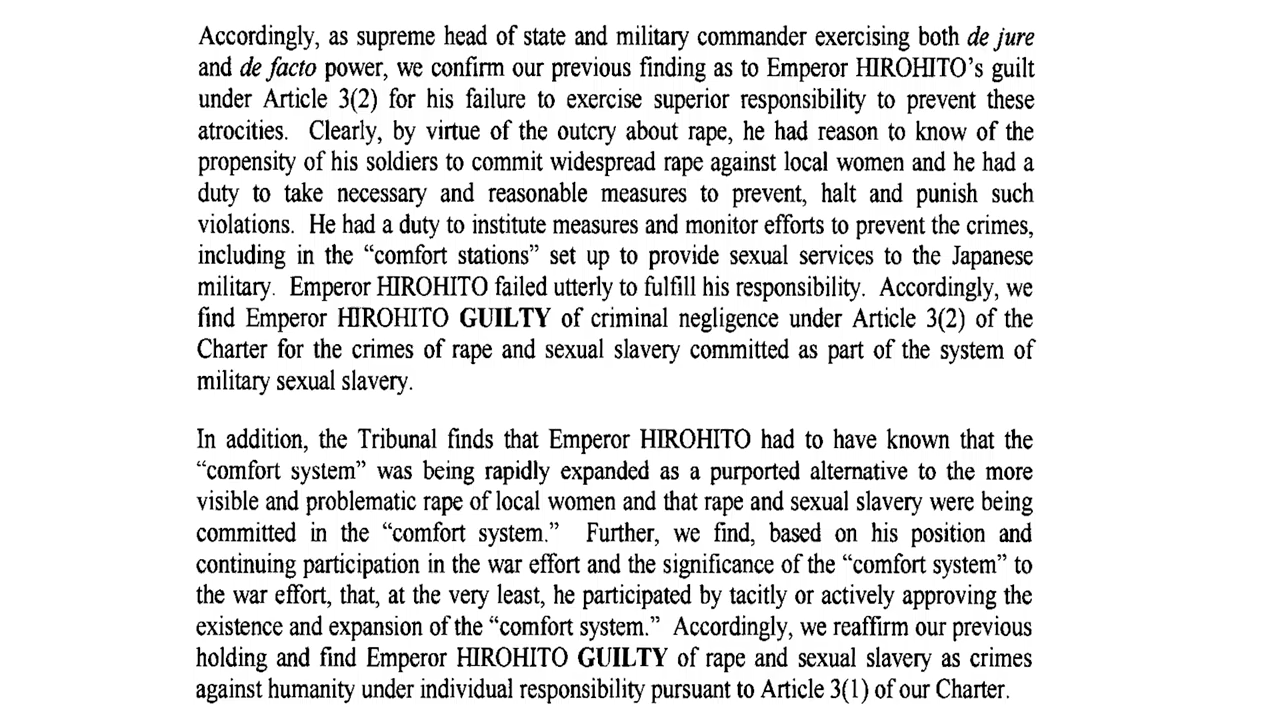 Accordingly, as supreme head of state and military commander exercising both de jure
and de facto power, we confirm our previous finding as to Emperor HIROHITO's guilt
under Article 3(2) for his failure to exercise superior responsibility to prevent these
atrocities. Clearly, by virtue of the outcry about rape, he had reason to know of the
propensity of his soldiers to commit widespread rape against local women and he had a
duty to take necessary and reasonable measures to prevent, halt and punish such
violations. He had a duty to institute measures and monitor efforts to prevent the crimes,
including in the “comfort stations” set up to provide sexual services to the Japanese
military. Emperor HIROHITO failed utterly to fulfill his responsibility. Accordingly, we
find Emperor HIROHITO GUILTY of criminal negligence under Article 3(2) of the
Charter for the crimes of rape and sexual slavery committed as part of the system of
military sexual slavery.
In addition, the Tribunal finds that Emperor HIROHITO had to have known that the
“comfort system” was being rapidly expanded as a purported alternative to the more
visible and problematic rape of local women and that rape and sexual slavery were being
committed in the “comfort system.” Further, we find, based on his position and
continuing participation in the war effort and the significance of the “comfort system” to
the war effort, that, at the very least, he participated by tacitly or actively approving the
existence and expansion of the “comfort system.” Accordingly, we reaffirm our previous
holding and find Emperor HIROHITO GUILTY of rape and sexual slavery as crimes
against humanity under individual responsibility pursuant to Article 3(1) of our Charter.